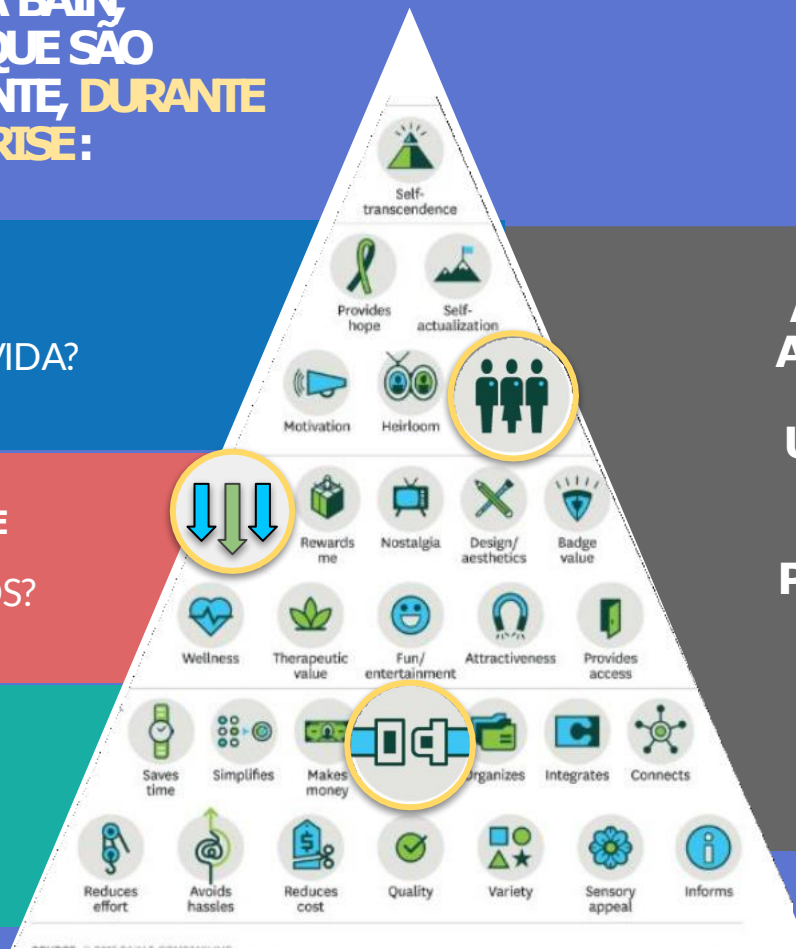 A BAIN,
QUE SÃO
NTE, DURANTE
RISE:
VIDA?
E
OS?
A
A
U
P
Self-
transcendence
Provides
hope
Self-
actualization
Motivation
Heirloom
Rewards
me
Nostalgia
Design/
aesthetics
Badge
value
Wellness
Therapeutic
value
Fun/
entertainment
Attractiveness
Provides
access
Saves
time
Simplifies
Makes
money
Organizes
Integrates
Connects
Reduces
effort
Avoids
hassles
Reduces
cost
Quality
Variety
Sensory
appeal
Informs